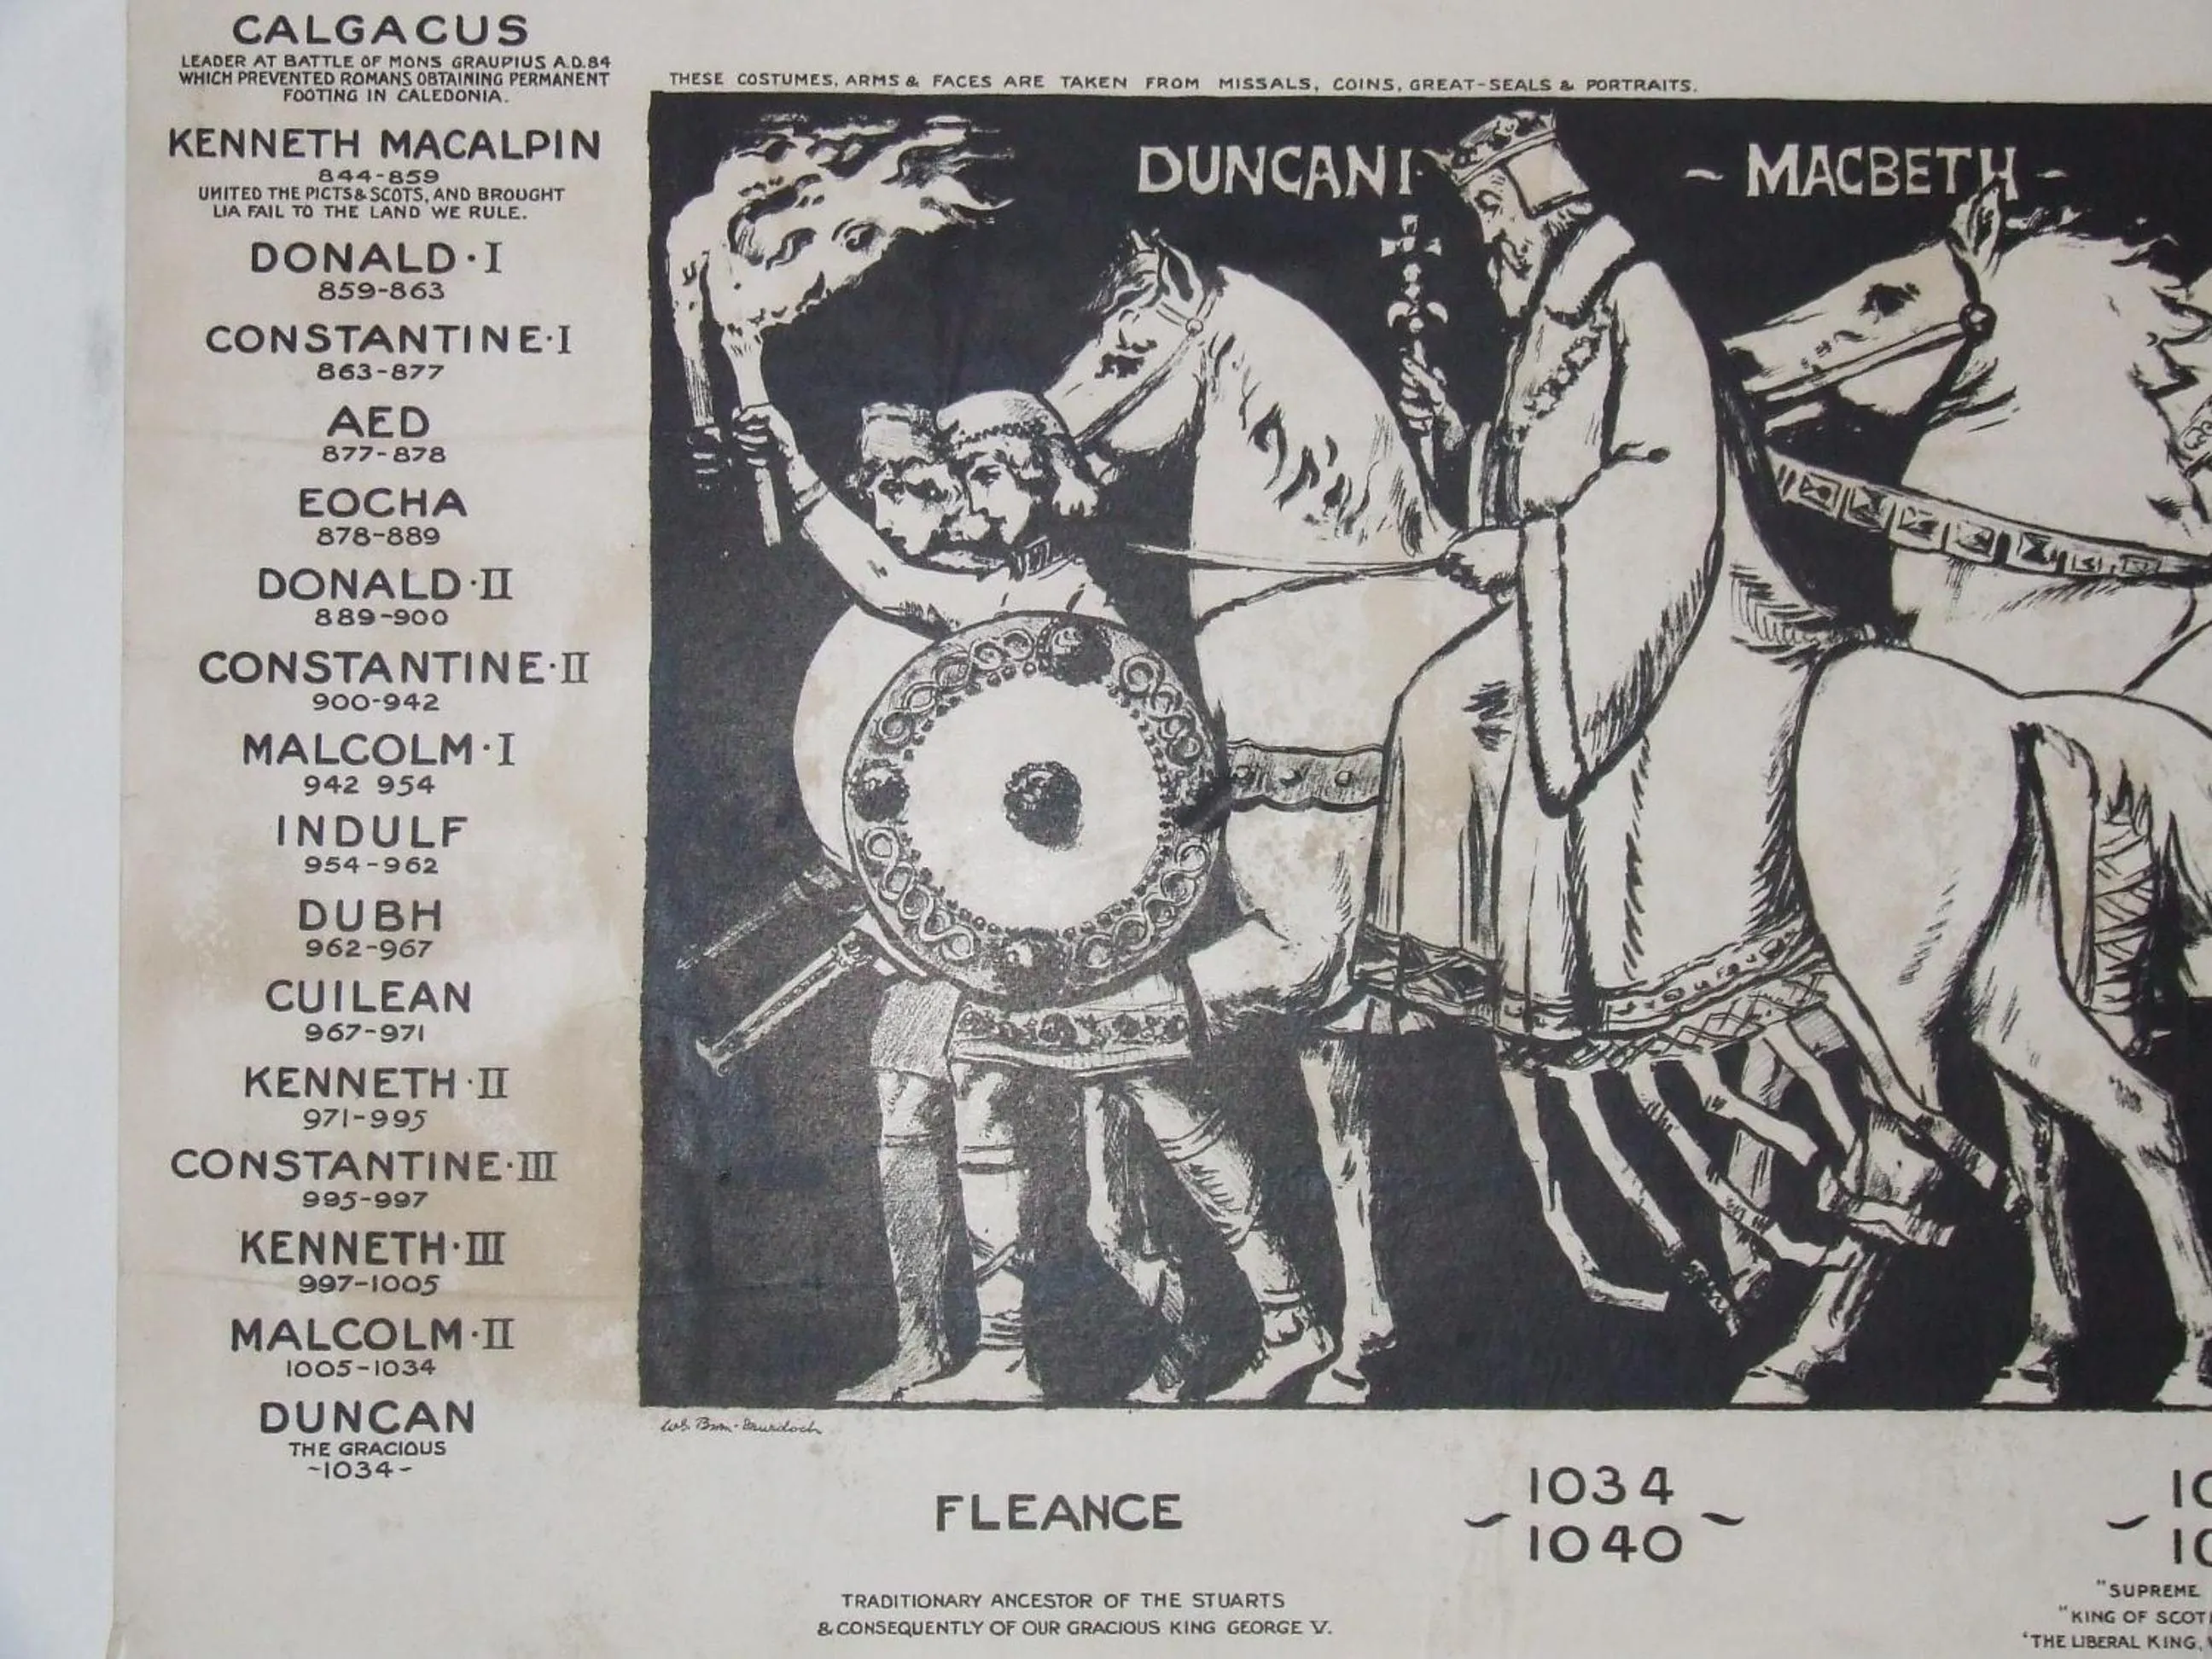 CALGACUS
LEADER AT BATTLE OF MONS GRAUPIUS A.D.84
WHICH PREVENTED ROMANS OBTAINING PERMANENT
FOOTING IN CALEDONIA.
KENNETH MACALPIN
844-859
UNITED THE PICTS & SCOTS, AND BROUGHT
LIA FAIL TO THE LAND WE RULE.
DONALD·I
859-863
CONSTANTINE·I
863-877
AED
877-878
EOCHA
878-889
DONALD·II
889-900
CONSTANTINE·II
900-942
MALCOLM·I
942 954
INDULF
954-962
DUBH
962-967
CUILEAN
967-971
KENNETH·II
971-995
CONSTANTINE·III
995-997
KENNETH·III
997-1005
MALCOLM·II
1005-1034
DUNCAN
THE GRACIOUS
~1034~
THESE COSTUMES, ARMS & FACES ARE TAKEN FROM MISSALS, COINS, GREAT-SEALS & PORTRAITS.
DUNCAN I
~ MACBETH ~
W.G. Burn-Murdoch
FLEANCE
TRADITIONARY ANCESTOR OF THE STUARTS
& CONSEQUENTLY OF OUR GRACIOUS KING GEORGE V.
1034
~ ~
1040
"SUPREME
"KING OF SCOT
'THE LIBERAL KING,